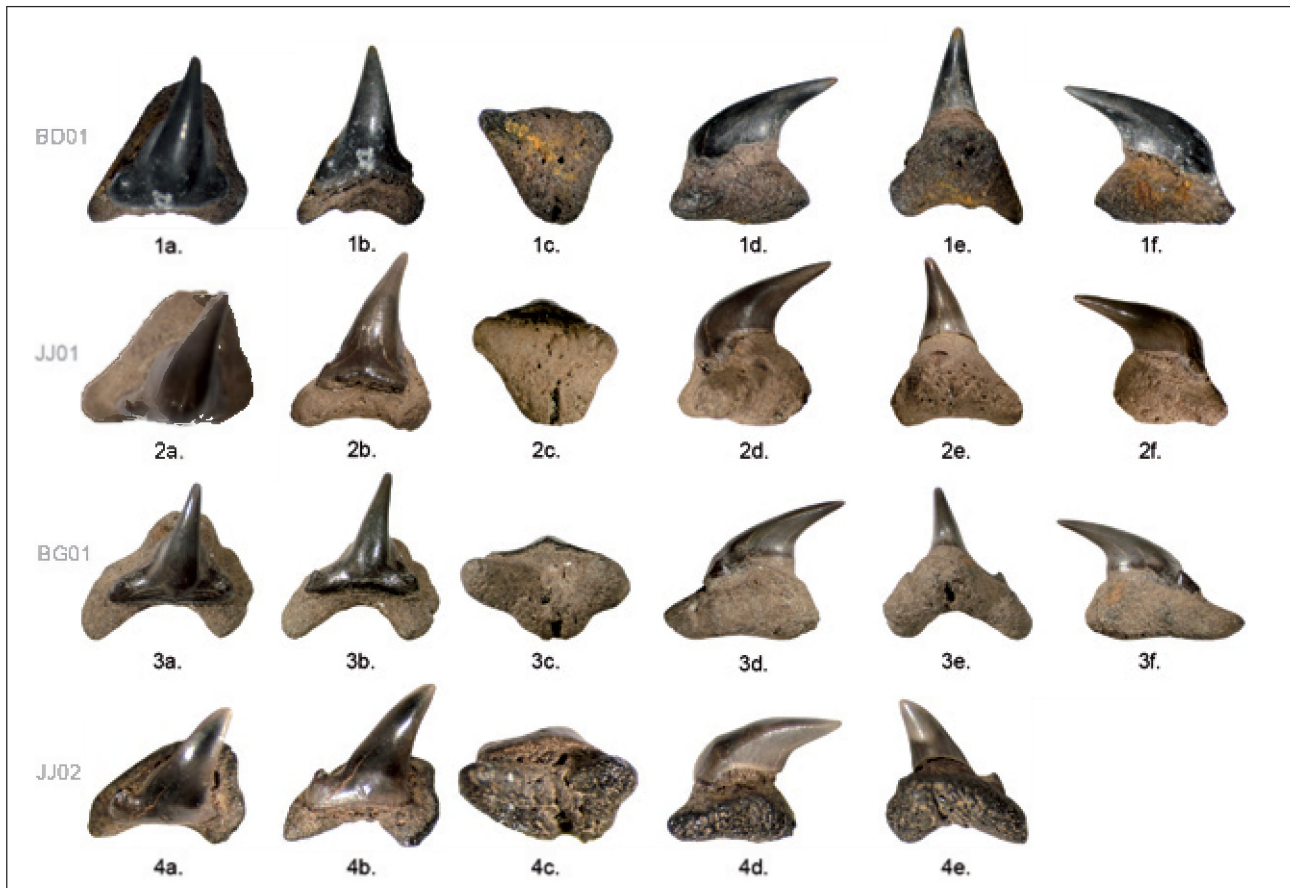 BD01
1a. 1b. 1c. 1d. 1e. 1f.
JJ01
2a. 2b. 2c. 2d. 2e. 2f.
BG01
3a. 3b. 3c. 3d. 3e. 3f.
JJ02
4a. 4b. 4c. 4d. 4e.